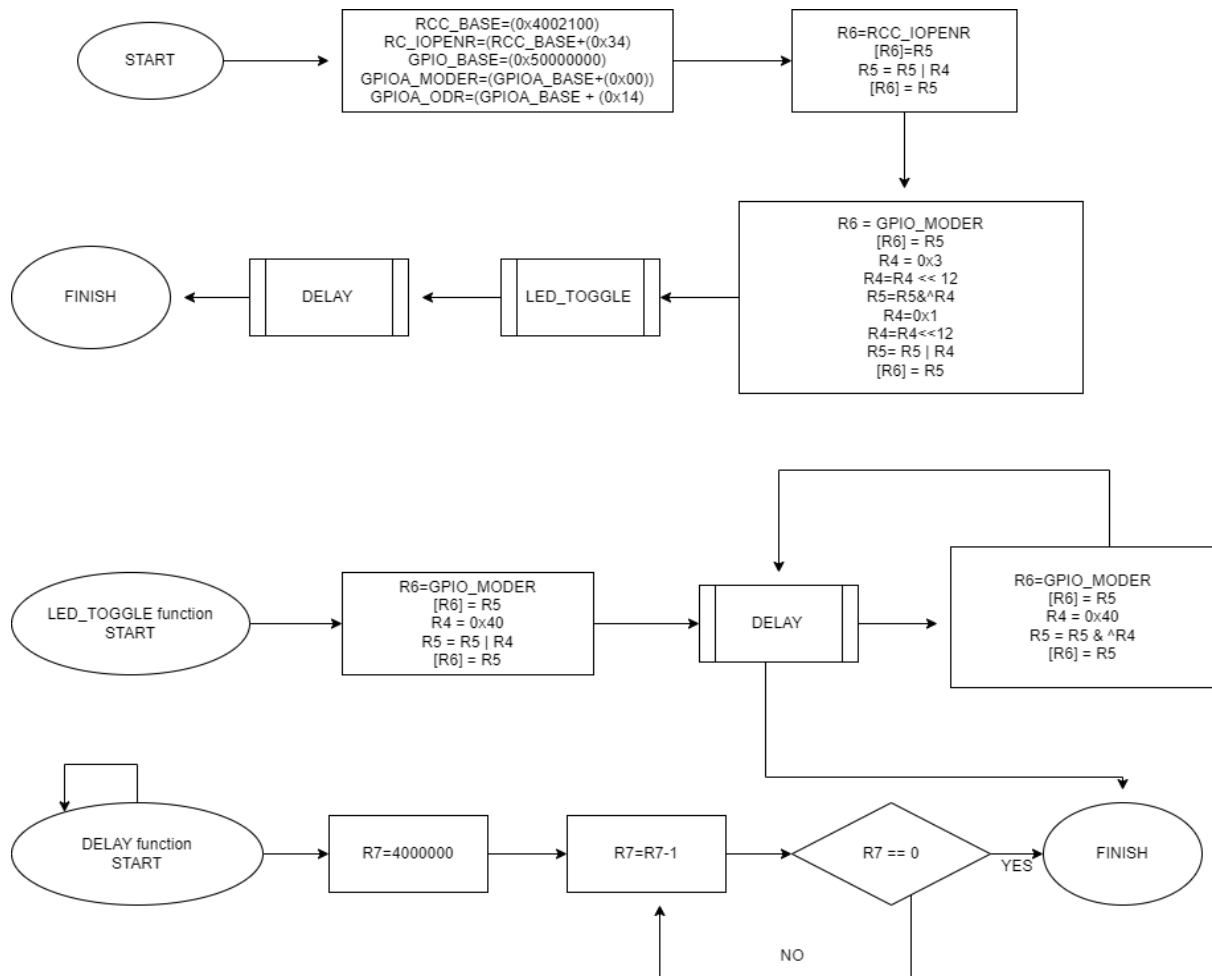 START
RCC_BASE=(0x4002100)
RC_IOPENR=(RCC_BASE+(0x34)
GPIO_BASE=(0x50000000)
GPIOA_MODER=(GPIOA_BASE+(0x00))
GPIOA_ODR=(GPIOA_BASE + (0x14)
R6=RCC_IOPENR
[R6]=R5
R5 = R5 | R4
[R6] = R5
FINISH
DELAY
LED_TOGGLE
R6 = GPIO_MODER
[R6] = R5
R4 = 0x3
R4=R4 << 12
R5=R5&^R4
R4=0x1
R4=R4<<12
R5= R5 | R4
[R6] = R5
LED_TOGGLE function
START
R6=GPIO_MODER
[R6] = R5
R4 = 0x40
R5 = R5 | R4
[R6] = R5
DELAY
R6=GPIO_MODER
[R6] = R5
R4 = 0x40
R5 = R5 & ^R4
[R6] = R5
DELAY function
START
R7=4000000
R7=R7-1
R7 == 0
YES
FINISH
NO